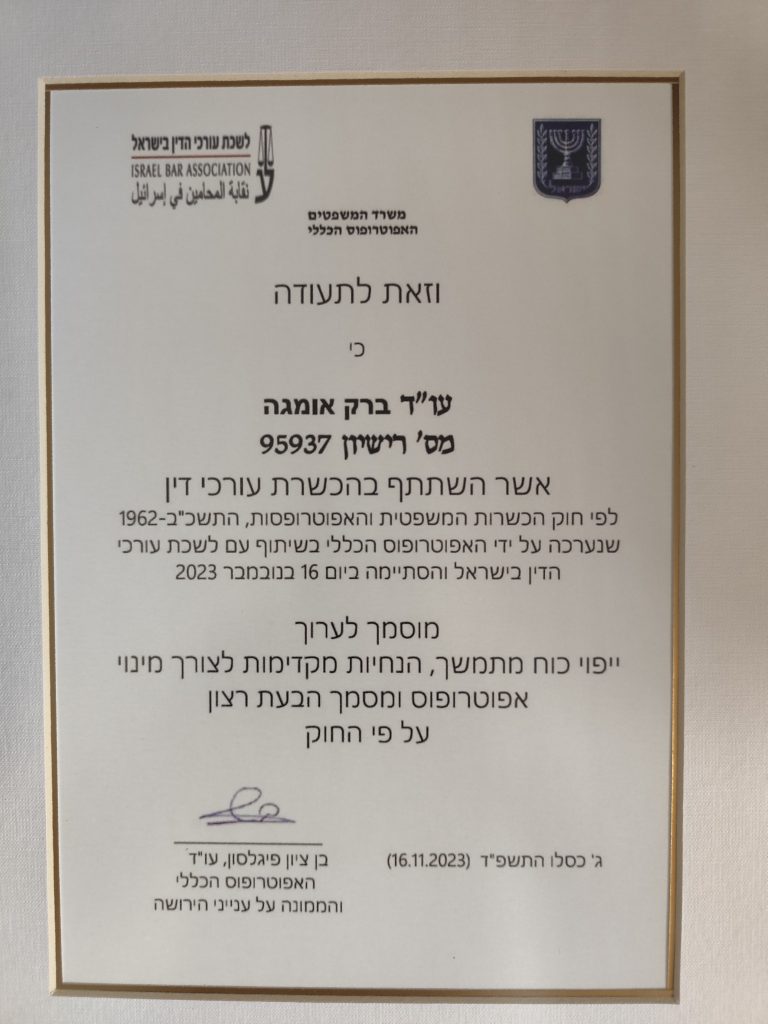 לשכת עורכי הדין בישראל
ISRAEL BAR ASSOCIATION
نقابة المحامين في إسرائيل
ישראל
משרד המשפטים
האפוטרופוס הכללי
וזאת לתעודה
כי
עו"ד ברק אומגה
מס' רישיון 95937
אשר השתתף בהכשרת עורכי דין
לפי חוק הכשרות המשפטית והאפוטרופסות, התשכ"ב-1962
שנערכה על ידי האפוטרופוס הכללי בשיתוף עם לשכת עורכי
הדין בישראל והסתיימה ביום 16 בנובמבר 2023
מוסמך לערוך
ייפוי כוח מתמשך, הנחיות מקדימות לצורך מינוי
אפוטרופוס ומסמך הבעת רצון
על פי החוק
ג' כסלו התשפ"ד (16.11.2023)
בן ציון פיגלסון, עו"ד
האפוטרופוס הכללי
והממונה על ענייני הירושה